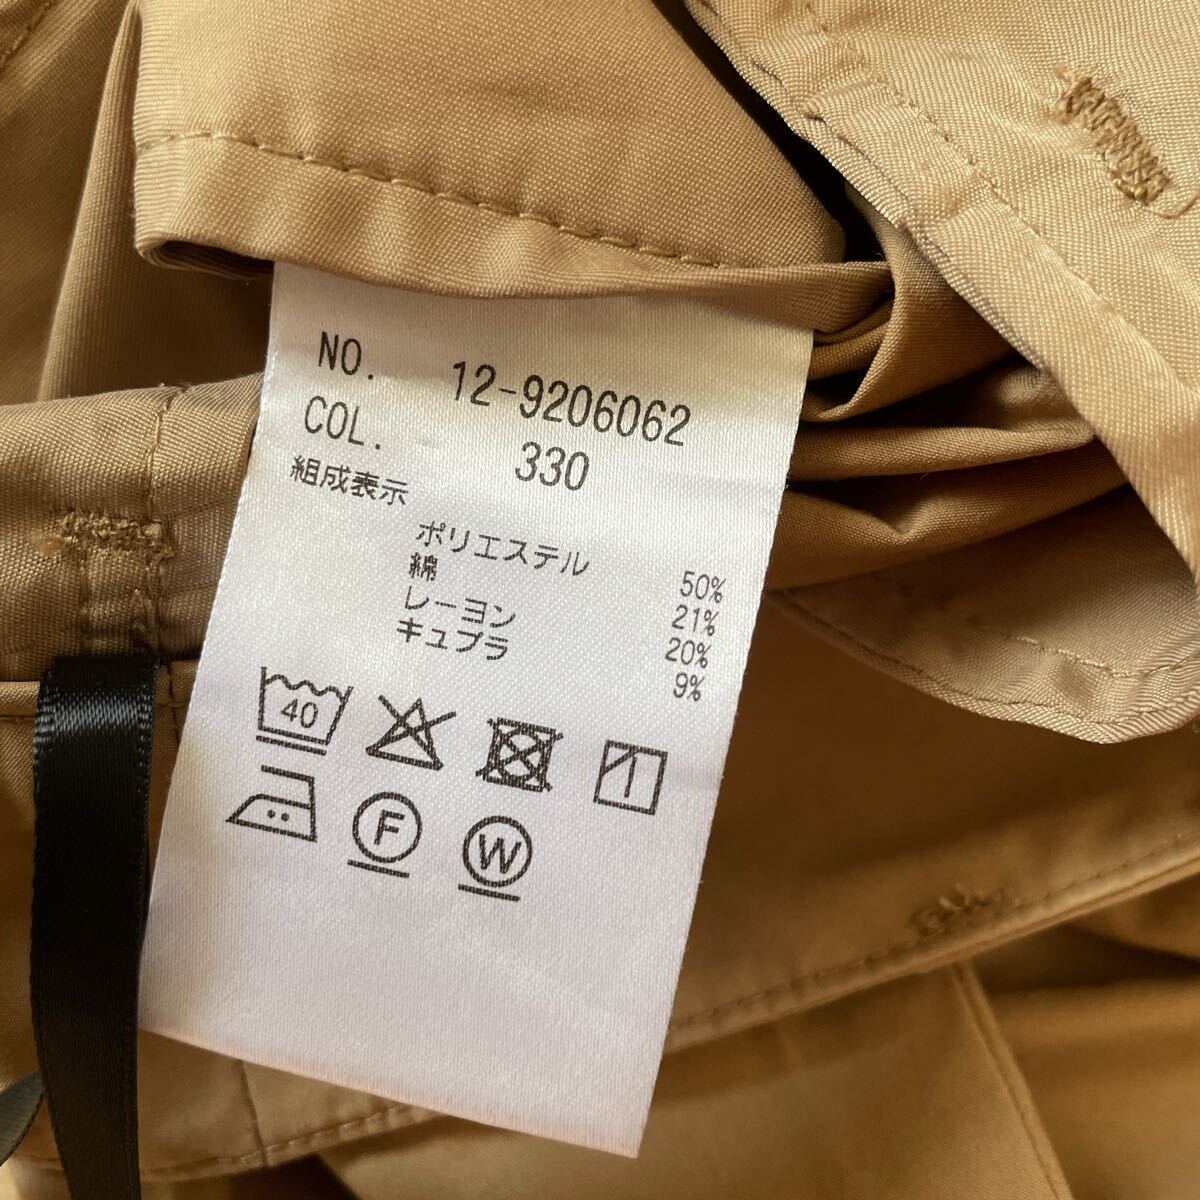 NO. 12-9206062
COL. 330
組成表示
ポリエステル 50%
綿 21%
レーヨン 20%
キュプラ 9%
40
F
W